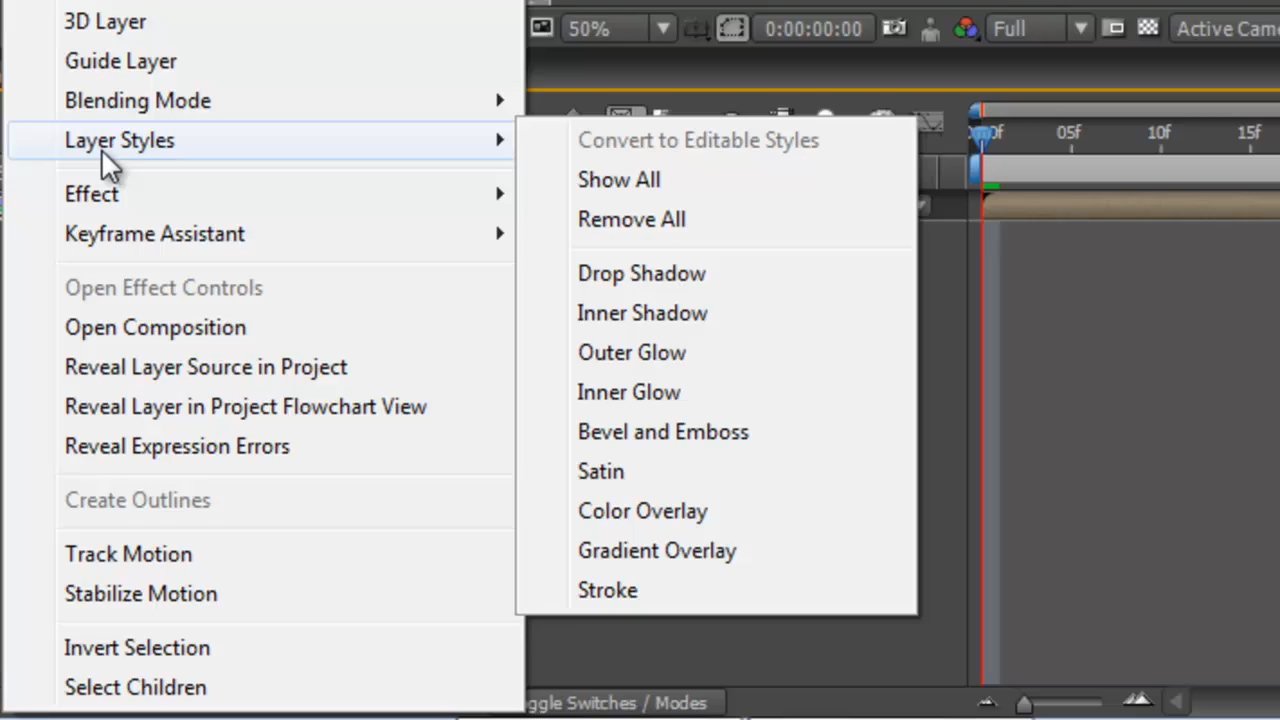 3D Layer
Guide Layer
Blending Mode
Layer Styles
Effect
Keyframe Assistant
Open Effect Controls
Open Composition
Reveal Layer Source in Project
Reveal Layer in Project Flowchart View
Reveal Expression Errors
Create Outlines
Track Motion
Stabilize Motion
Invert Selection
Select Children
Convert to Editable Styles
Show All
Remove All
Drop Shadow
Inner Shadow
Outer Glow
Inner Glow
Bevel and Emboss
Satin
Color Overlay
Gradient Overlay
Stroke
50% 0:00:00:00 Full Active Cam
05f 10f 15f
ggle Switches / Modes